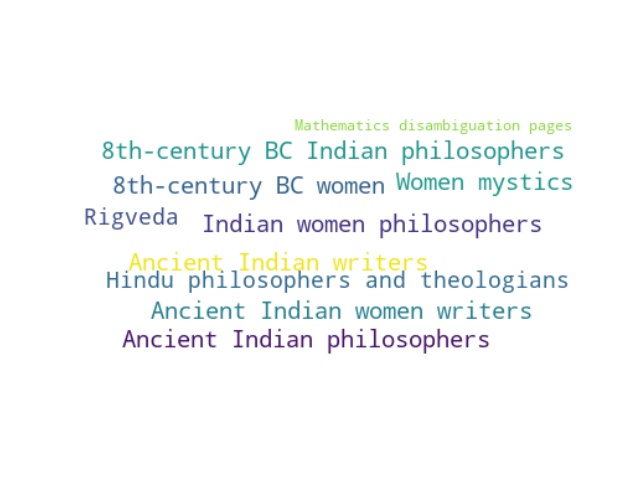 Mathematics disambiguation pages
8th-century BC Indian philosophers
8th-century BC women Women mystics
Rigveda Indian women philosophers
Ancient Indian writers
Hindu philosophers and theologians
Ancient Indian women writers
Ancient Indian philosophers